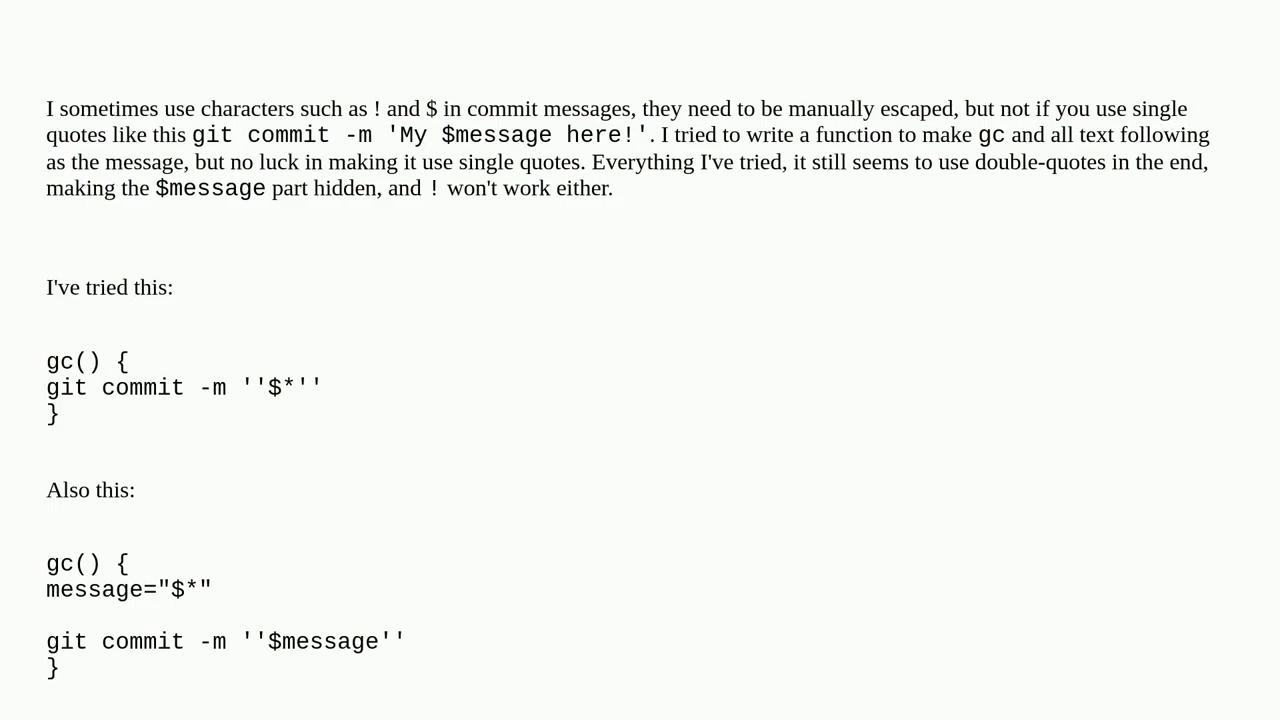 I sometimes use characters such as ! and $ in commit messages, they need to be manually escaped, but not if you use single
quotes like this git commit -m 'My $message here!'. I tried to write a function to make gc and all text following
as the message, but no luck in making it use single quotes. Everything I've tried, it still seems to use double-quotes in the end,
making the $message part hidden, and ! won't work either.
I've tried this:
gc() {
git commit -m ''$*''
}
Also this:
gc() {
message="$*"
git commit -m ''$message''
}